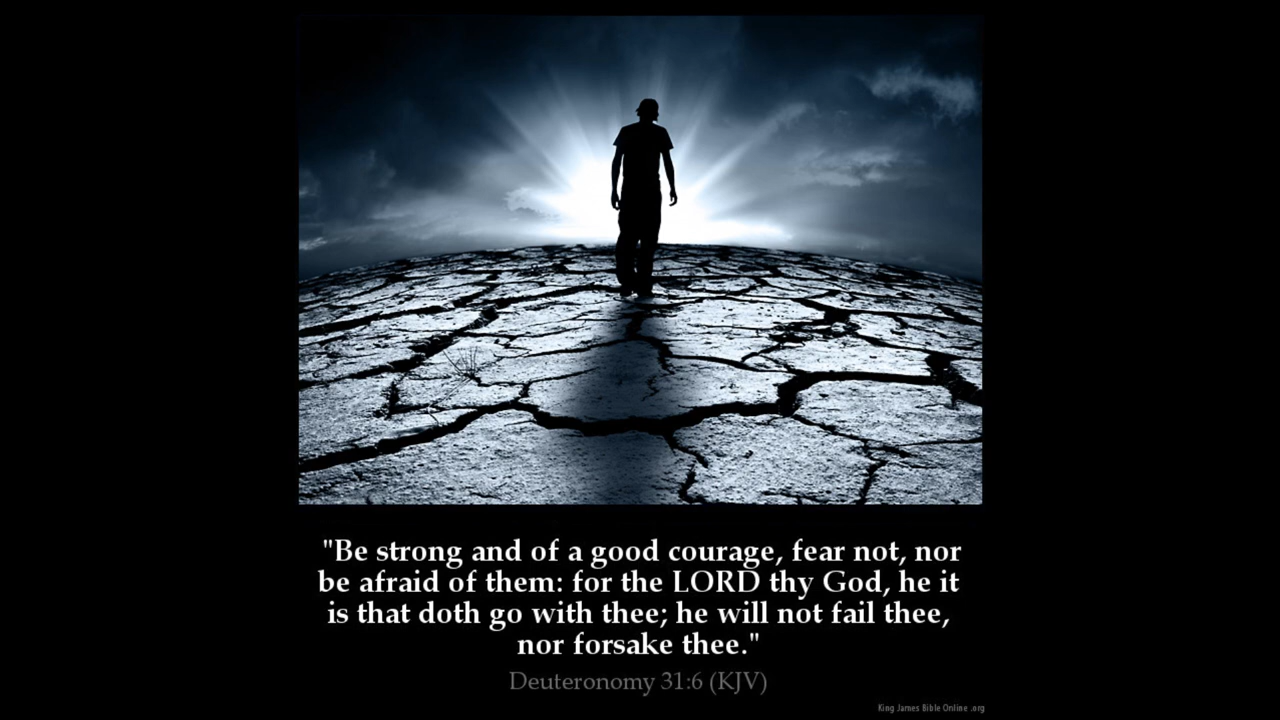 "Be strong and of a good courage, fear not, nor
be afraid of them: for the LORD thy God, he it
is that doth go with thee; he will not fail thee,
nor forsake thee."
Deuteronomy 31:6 (KJV)
King James Bible Online .org